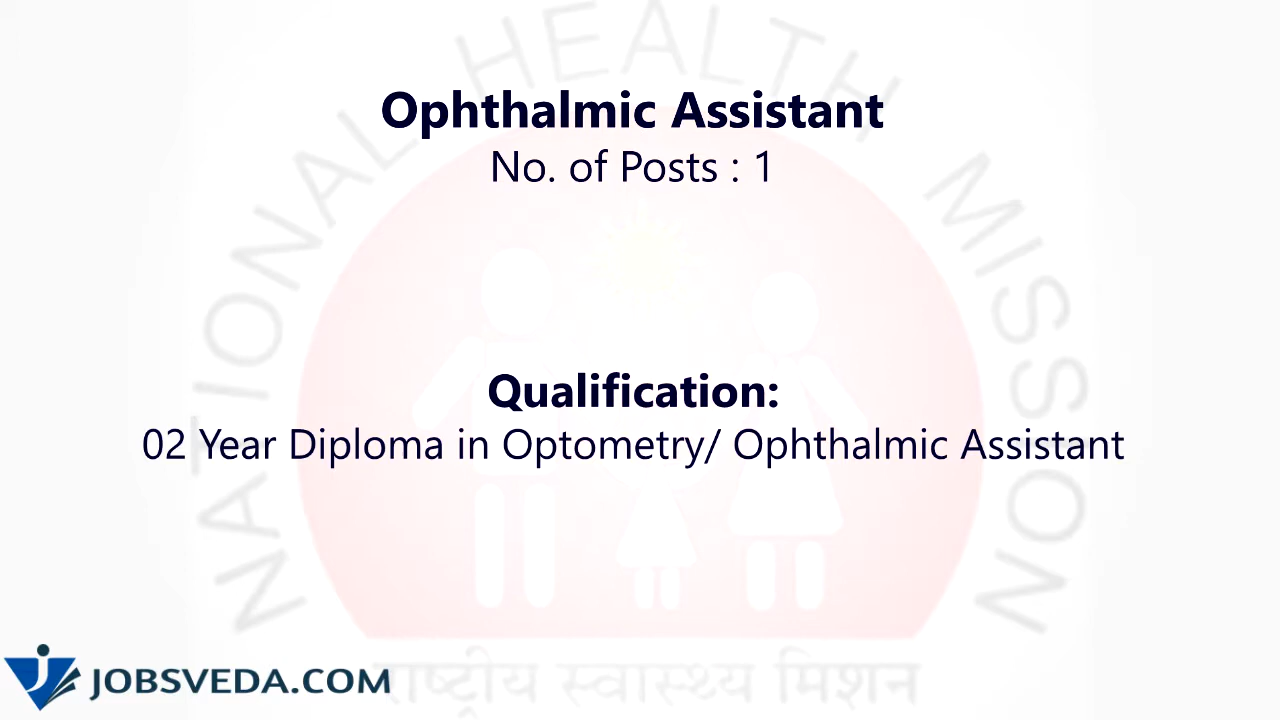 NATIONAL HEALTH MISSION
Ophthalmic Assistant
No. of Posts : 1
Qualification:
02 Year Diploma in Optometry/ Ophthalmic Assistant
JOBSVEDA.COM
राष्ट्रीय स्वास्थ्य मिशन